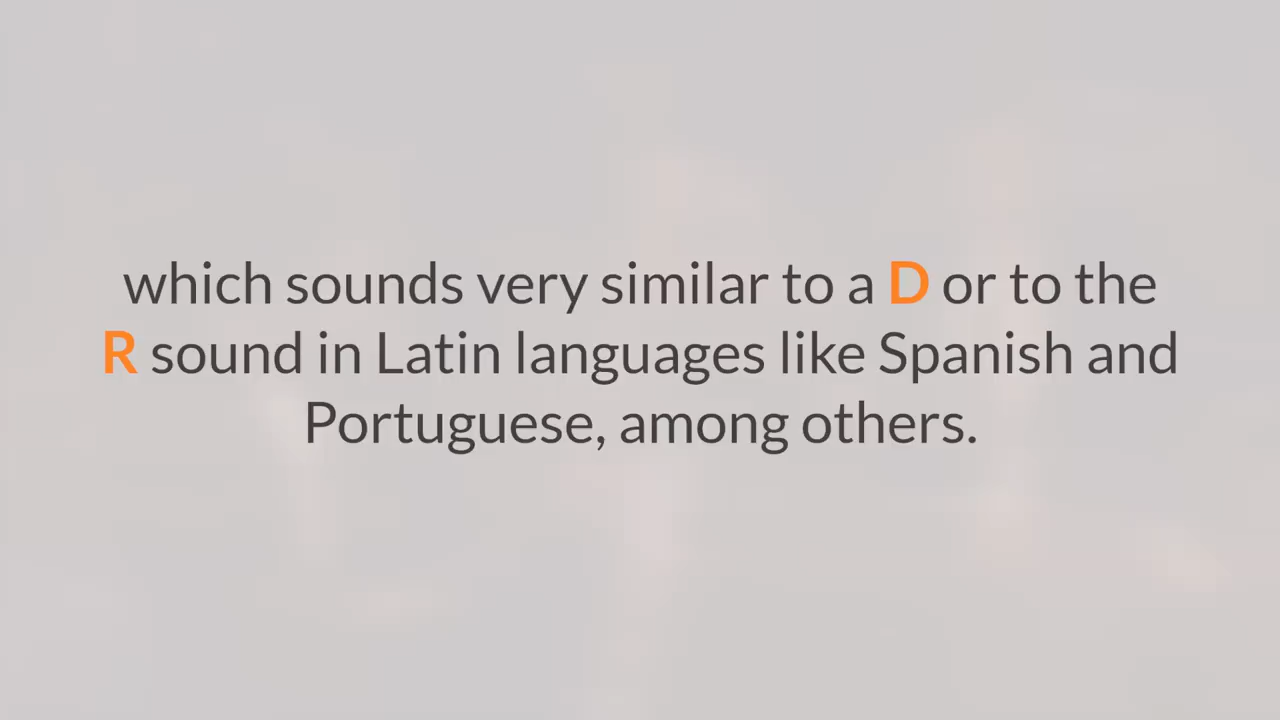 which sounds very similar to a D or to the
R sound in Latin languages like Spanish and
Portuguese, among others.